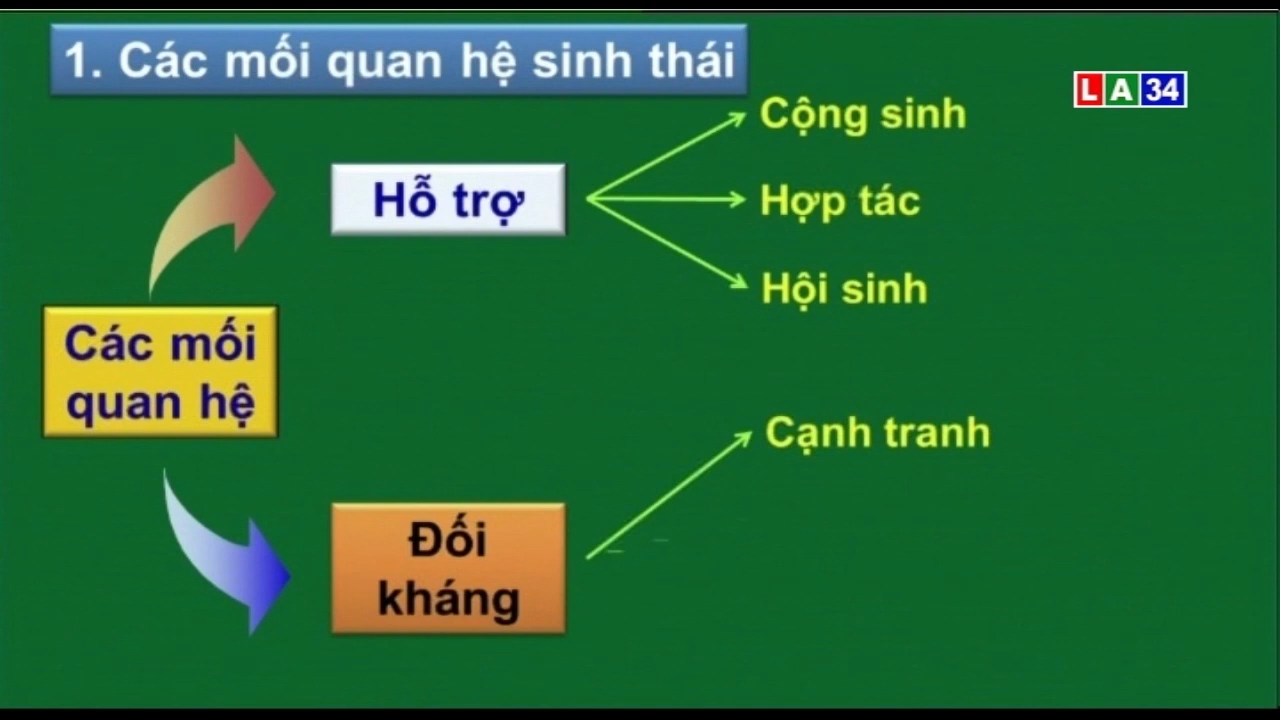 1. Các mối quan hệ sinh thái
LA34
Cộng sinh
Hỗ trợ
Hợp tác
Hội sinh
Các mối
quan hệ
Cạnh tranh
Đối
kháng